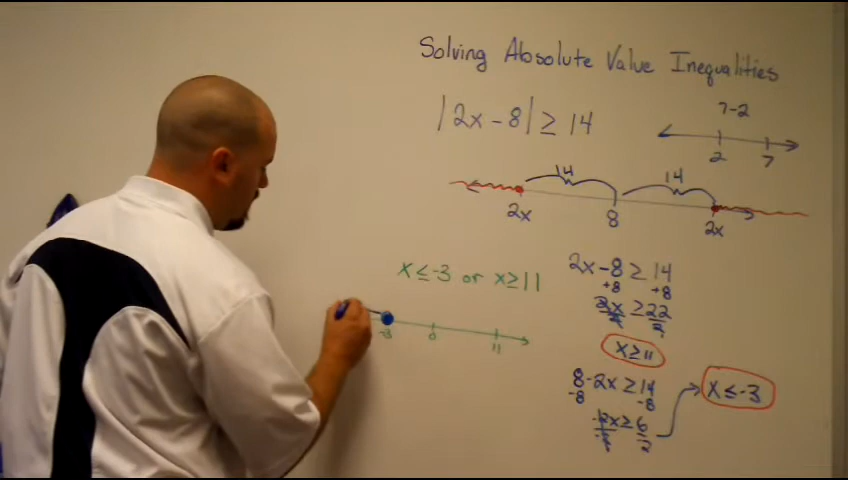 Solving Absolute Value Inequalities
|2x - 8| ≥ 14
7-2
2 7
14 14
2x 8 2x
x ≤ -3 or x ≥ 11
-3 0 11
2x - 8 ≥ 14
+8 +8
2x ≥ 22
2 2
x ≥ 11
8 - 2x ≥ 14
-8 -8
-2x ≥ 6
-2 -2
x ≤ -3